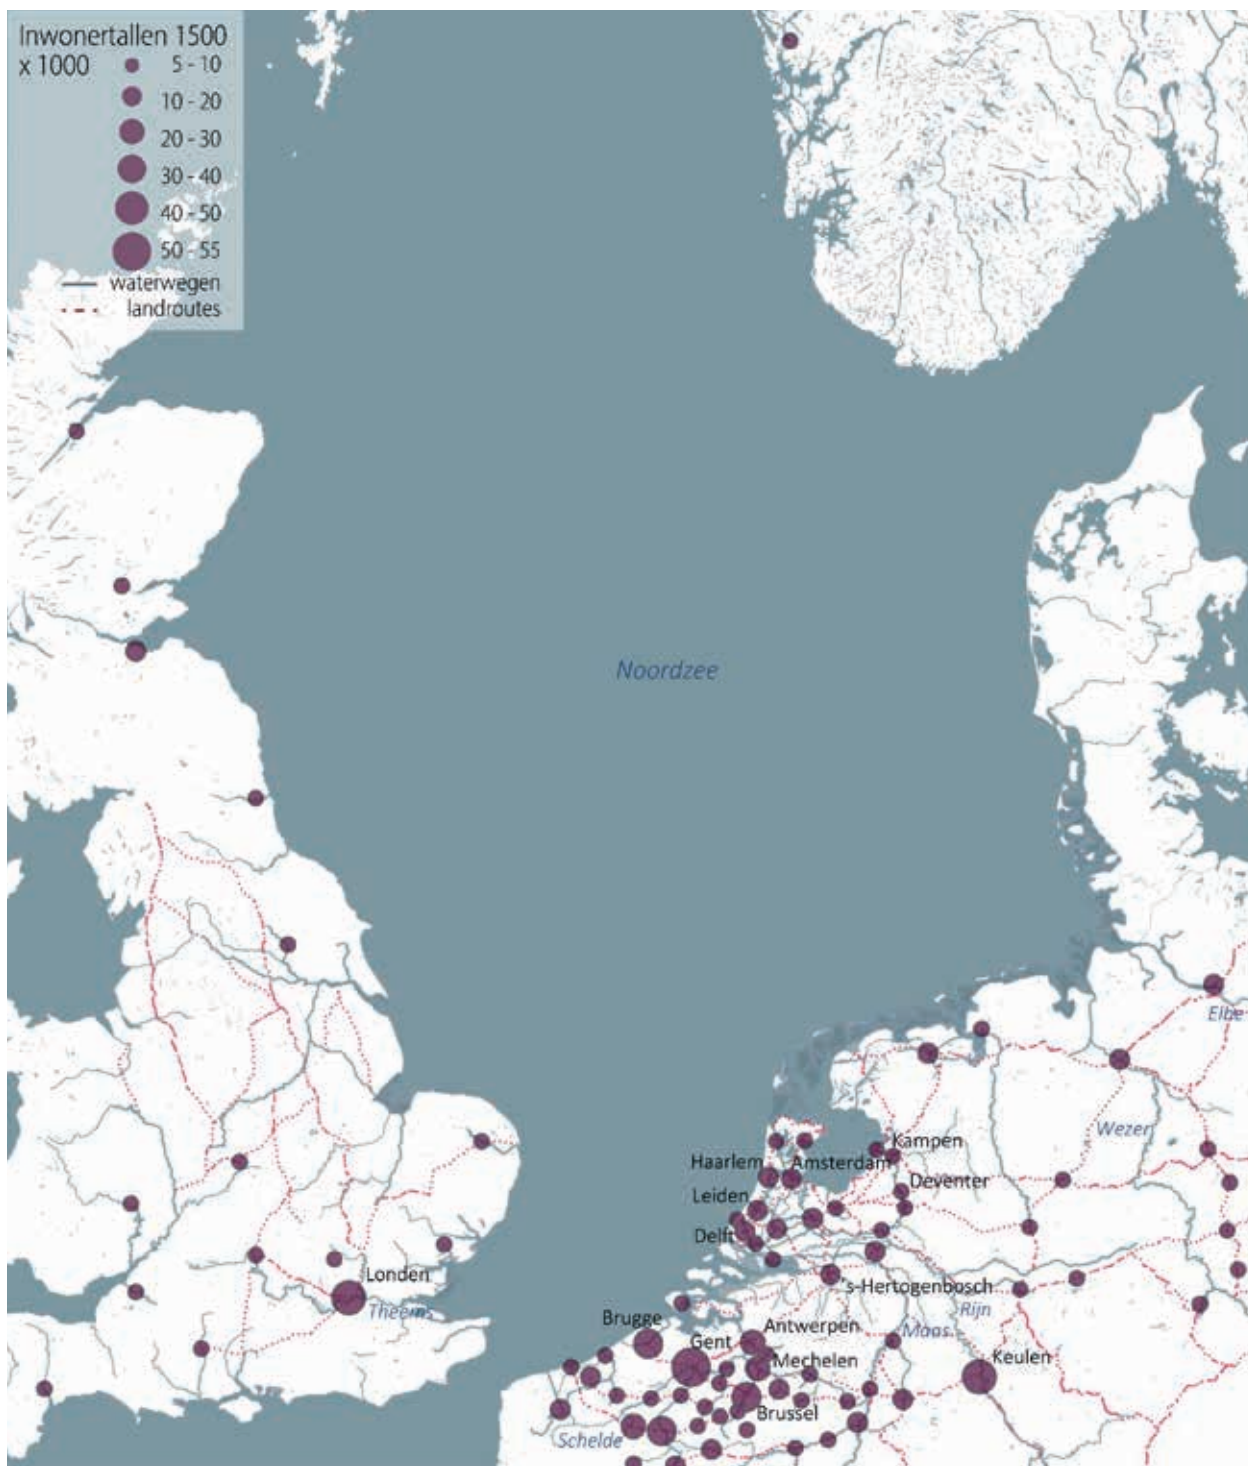 Inwonertallen 1500
x 1000
5 - 10
10 - 20
20 - 30
30 - 40
40 - 50
50 - 55
waterwegen
landroutes
Noordzee
Elbe
Wezer
Kampen
Haarlem
Amsterdam
Deventer
Leiden
Delft
Londen
Theems
's-Hertogenbosch
Rijn
Brugge
Antwerpen
Maas
Gent
Mechelen
Keulen
Brussel
Schelde